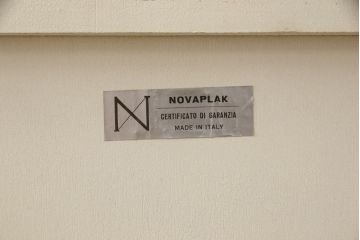 N
NOVAPLAK
CERTIFICATO DI GARANZIA
MADE IN ITALY